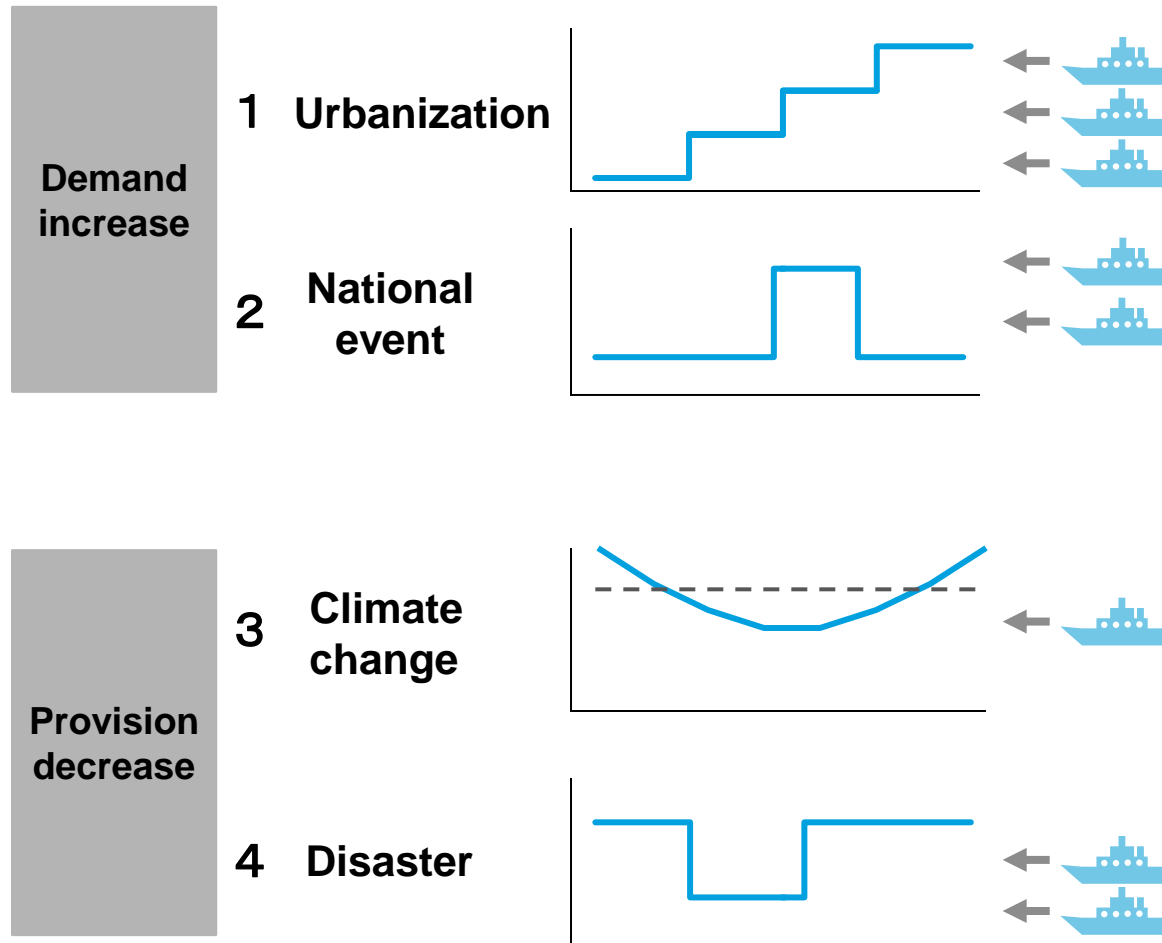 Demand
increase
1 Urbanization
2 National
event
Provision
decrease
3 Climate
change
4 Disaster